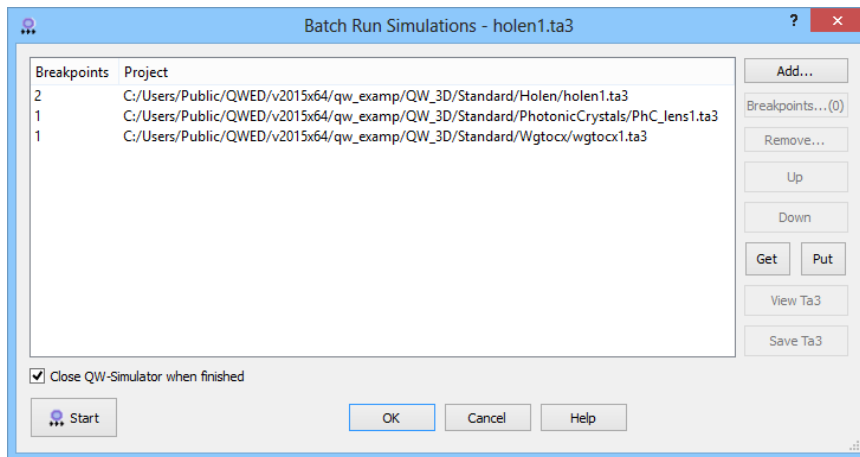 Batch Run Simulations - holen1.ta3
?
Breakpoints Project
2 C:/Users/Public/QWED/v2015x64/qw_examp/QW_3D/Standard/Holen/holen1.ta3
1 C:/Users/Public/QWED/v2015x64/qw_examp/QW_3D/Standard/PhotonicCrystals/PhC_lens1.ta3
1 C:/Users/Public/QWED/v2015x64/qw_examp/QW_3D/Standard/Wgtocx/wgtocx1.ta3
Add...
Breakpoints...(0)
Remove...
Up
Down
Get Put
View Ta3
Save Ta3
Close QW-Simulator when finished
Start OK Cancel Help